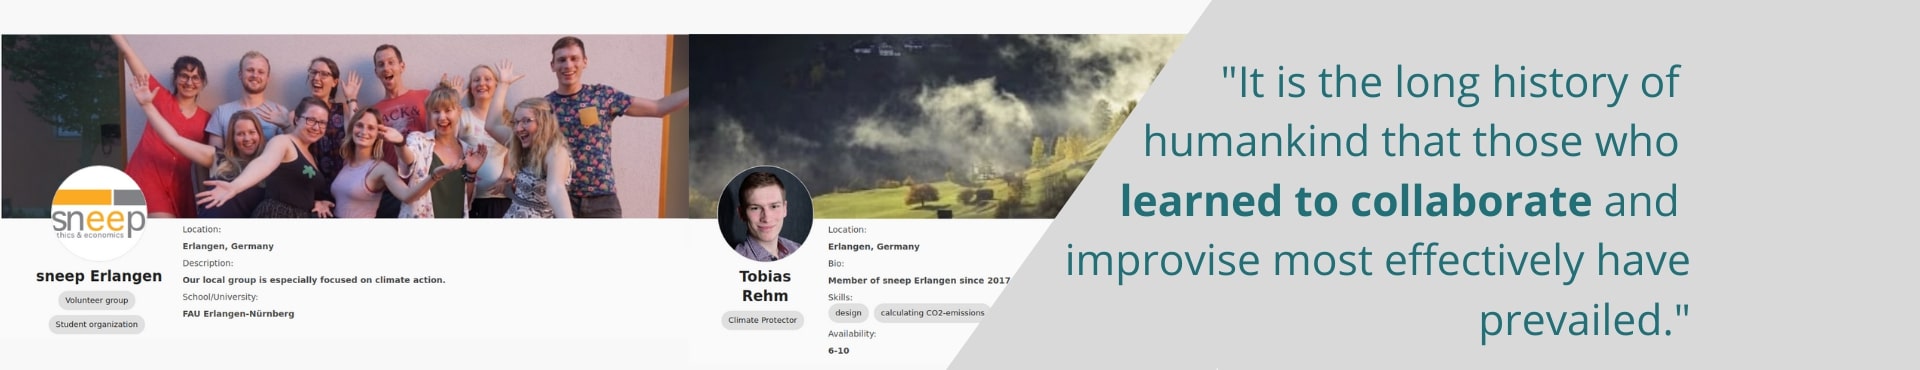 sneep
thics & economics
sneep Erlangen
Volunteer group
Student organization
Location:
Erlangen, Germany
Description:
Our local group is especially focused on climate action.
School/University:
FAU Erlangen-Nürnberg
Tobias
Rehm
Climate Protector
Location:
Erlangen, Germany
Bio:
Member of sneep Erlangen since 2017
Skills:
design
calculating CO2-emissions
Availability:
6-10
"It is the long history of
humankind that those who
learned to collaborate and
improvise most effectively have
prevailed."